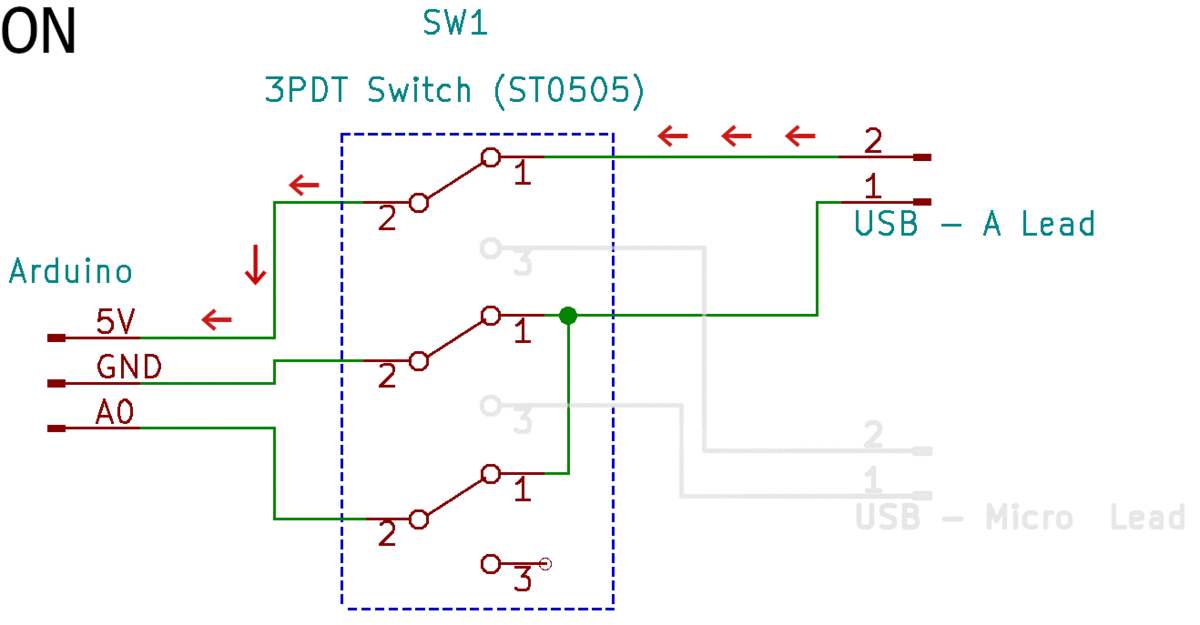 ON
SW1
3PDT Switch (ST0505)
2
1
1
2
USB - A Lead
3
Arduino
5V
1
GND
2
A0
3
2
1
1
USB - Micro Lead
2
3